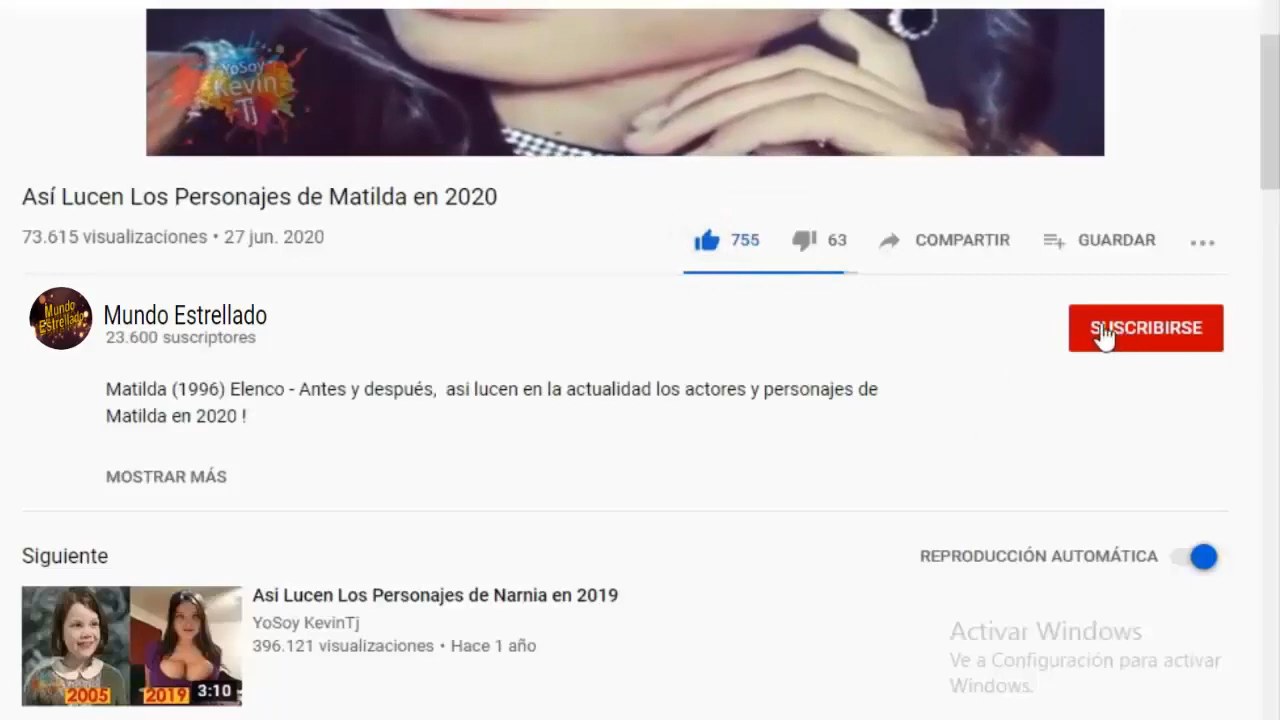 YoSoy
Kevin
Tj
Así Lucen Los Personajes de Matilda en 2020
73.615 visualizaciones • 27 jun. 2020
755
63
COMPARTIR
GUARDAR
Mundo
Estrellado
Mundo Estrellado
23.600 suscriptores
SUSCRIBIRSE
Matilda (1996) Elenco - Antes y después, asi lucen en la actualidad los actores y personajes de
Matilda en 2020 !
MOSTRAR MÁS
Siguiente
REPRODUCCIÓN AUTOMÁTICA
2005
2019
3:10
Asi Lucen Los Personajes de Narnia en 2019
YoSoy KevinTj
396.121 visualizaciones • Hace 1 año
Activar Windows
Ve a Configuración para activar
Windows.